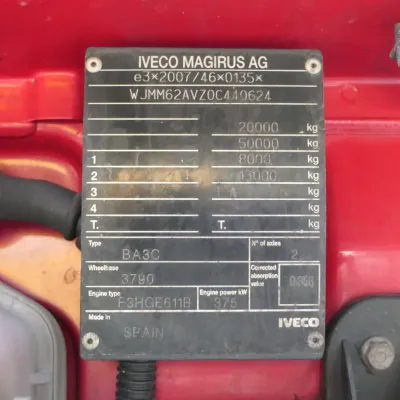 IVECO MAGIRUS AG
e3×2007/46×0135×
WJMM62AVZ0C449624
20000 kg
50000 kg
1 8000 kg
2 13000 kg
3 kg
4 kg
T. T. kg
Type BA3C N° of axles 2
Wheelbase 3790 Corrected absorption value
Engine type F3HGE611B Engine power kW 375
Made in SPAIN
IVECO